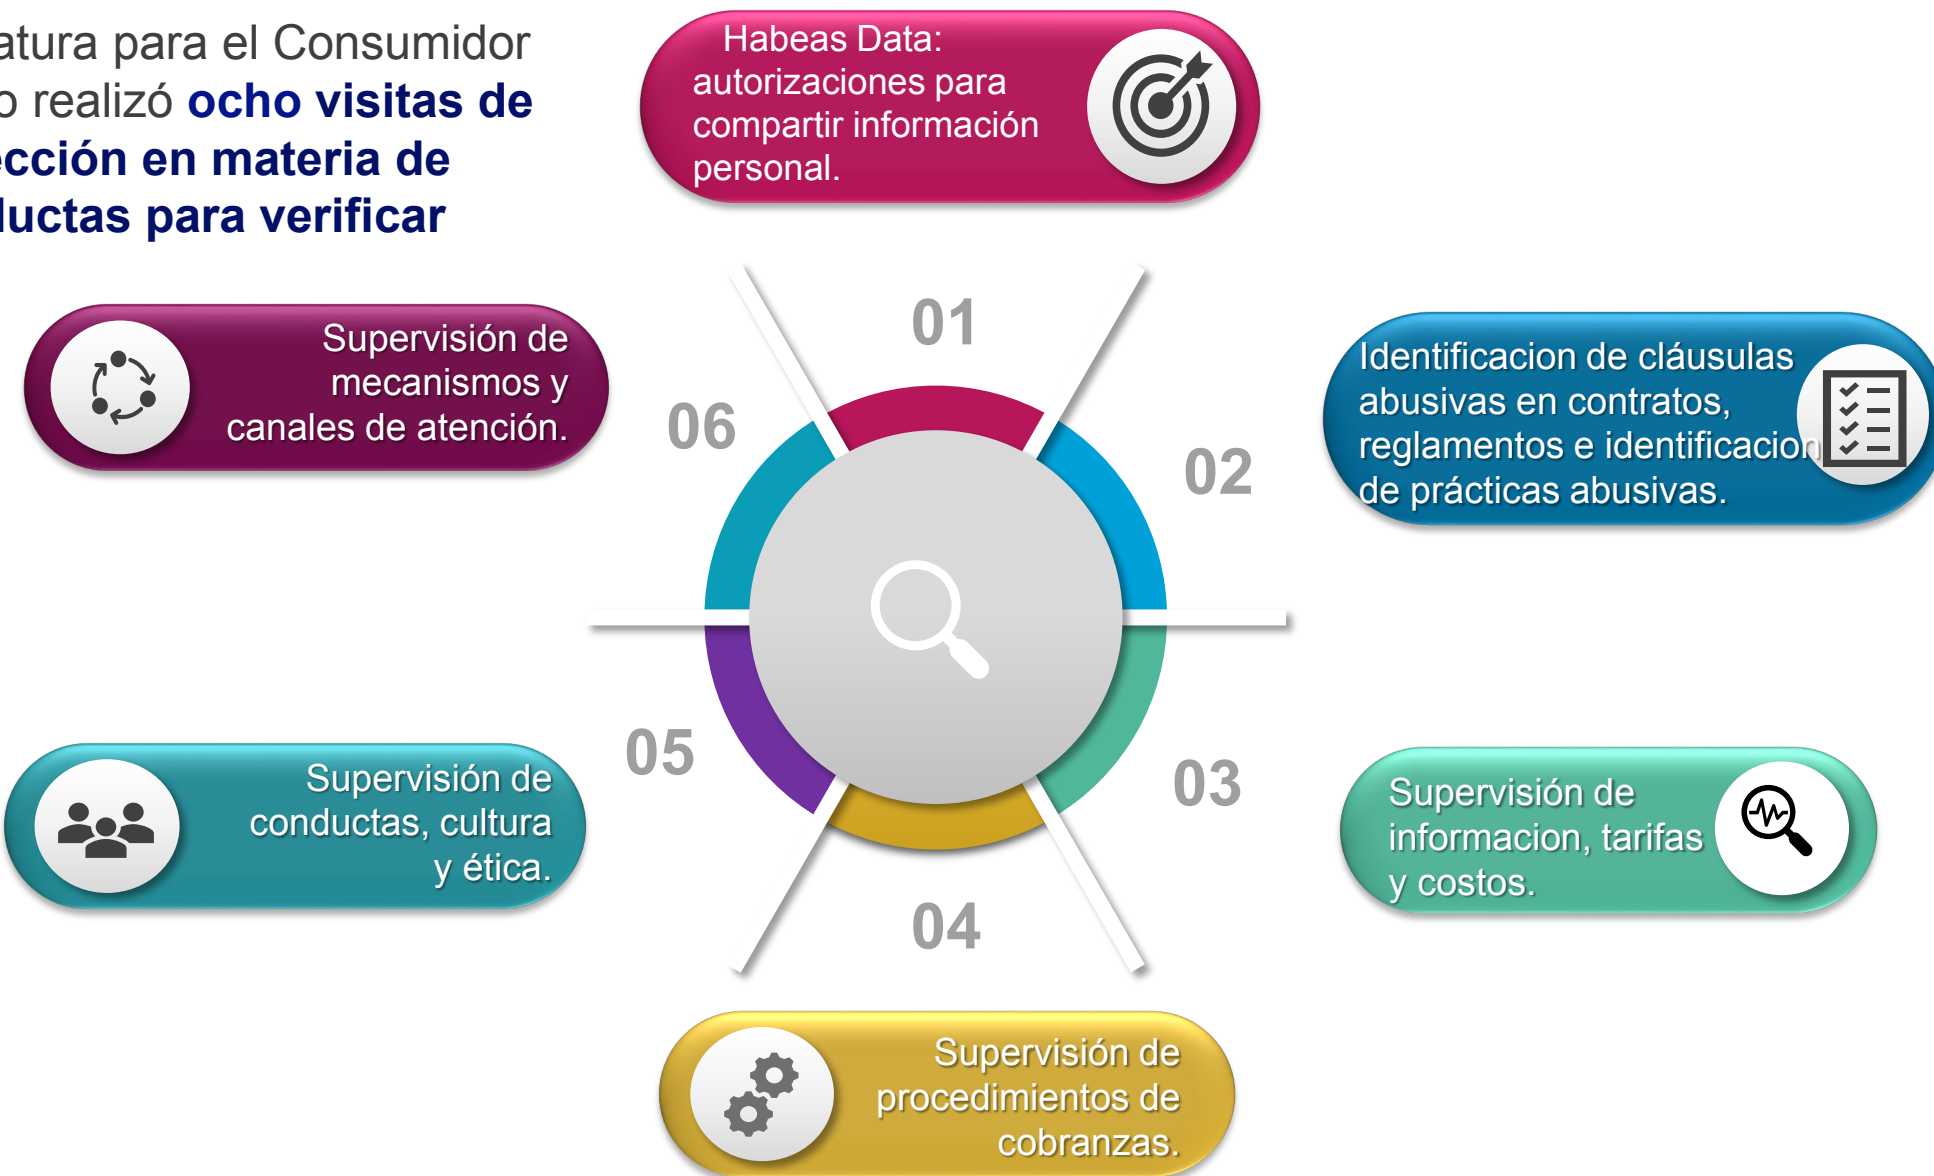 atura para el Consumidor
o realizó ocho visitas de
ección en materia de
ductas para verificar
Habeas Data:
autorizaciones para
compartir información
personal.
01
Identificacion de cláusulas
abusivas en contratos,
reglamentos e identificacion
de prácticas abusivas.
02
Supervisión de
informacion, tarifas
y costos.
03
04
Supervisión de
procedimientos de
cobranzas.
05
Supervisión de
conductas, cultura
y ética.
06
Supervisión de
mecanismos y
canales de atención.